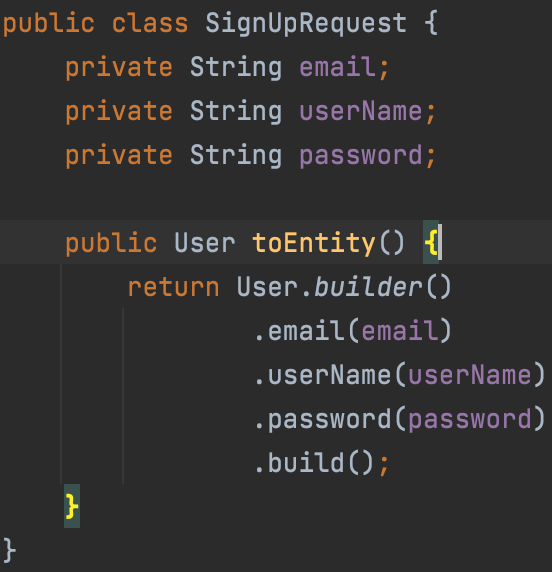 public class SignUpRequest {
    private String email;
    private String userName;
    private String password;

    public User toEntity() {
        return User.builder()
                .email(email)
                .userName(userName)
                .password(password)
                .build();
    }
}